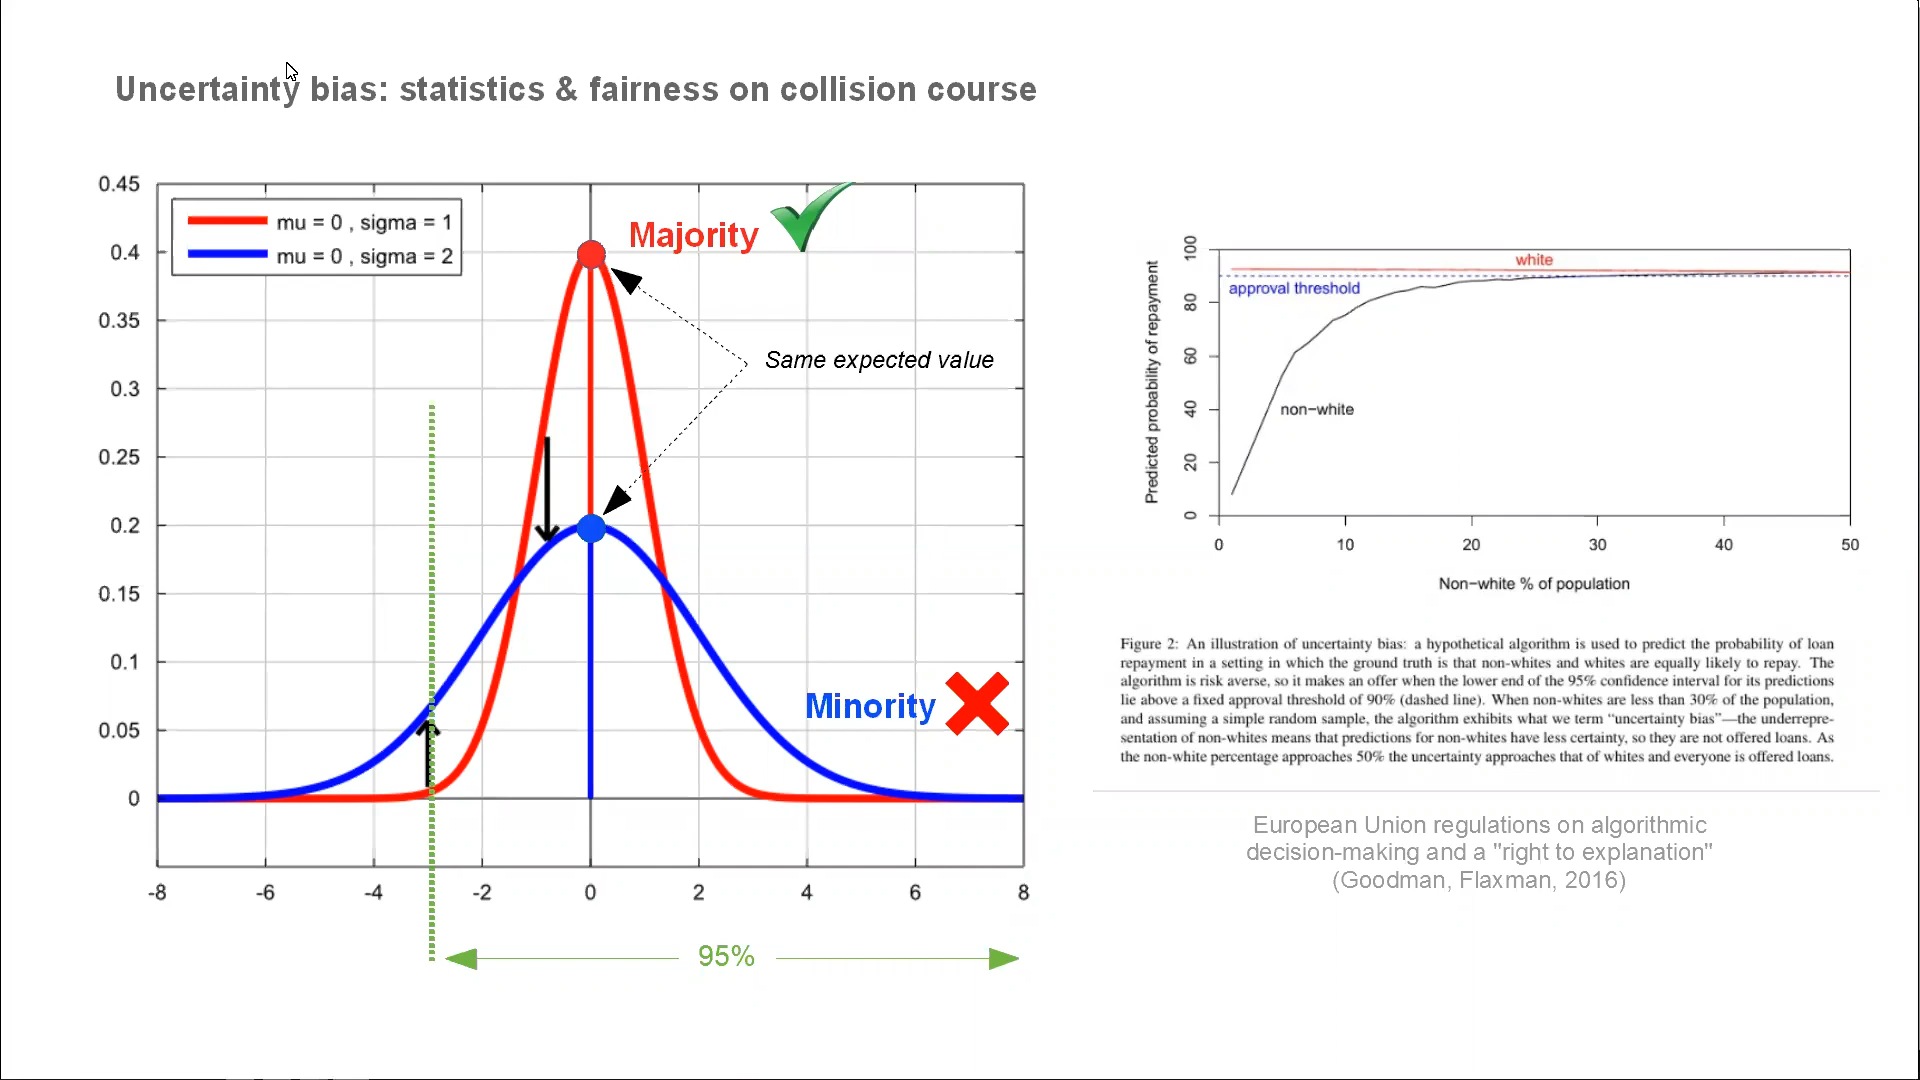 Uncertainty bias: statistics & fairness on collision course
0.45
0.4
0.35
0.3
0.25
0.2
0.15
0.1
0.05
0
mu = 0 , sigma = 1
mu = 0 , sigma = 2
Majority
Same expected value
Minority
-8 -6 -4 -2 0 2 4 6 8
95%
Predicted probability of repayment
100
80
60
40
20
0
white
approval threshold
non-white
0 10 20 30 40 50
Non-white % of population
Figure 2: An illustration of uncertainty bias: a hypothetical algorithm is used to predict the probability of loan
repayment in a setting in which the ground truth is that non-whites and whites are equally likely to repay. The
algorithm is risk averse, so it makes an offer when the lower end of the 95% confidence interval for its predictions
lie above a fixed approval threshold of 90% (dashed line). When non-whites are less than 30% of the population,
and assuming a simple random sample, the algorithm exhibits what we term “uncertainty bias”—the underrepre-
sentation of non-whites means that predictions for non-whites have less certainty, so they are not offered loans. As
the non-white percentage approaches 50% the uncertainty approaches that of whites and everyone is offered loans.
European Union regulations on algorithmic
decision-making and a "right to explanation"
(Goodman, Flaxman, 2016)